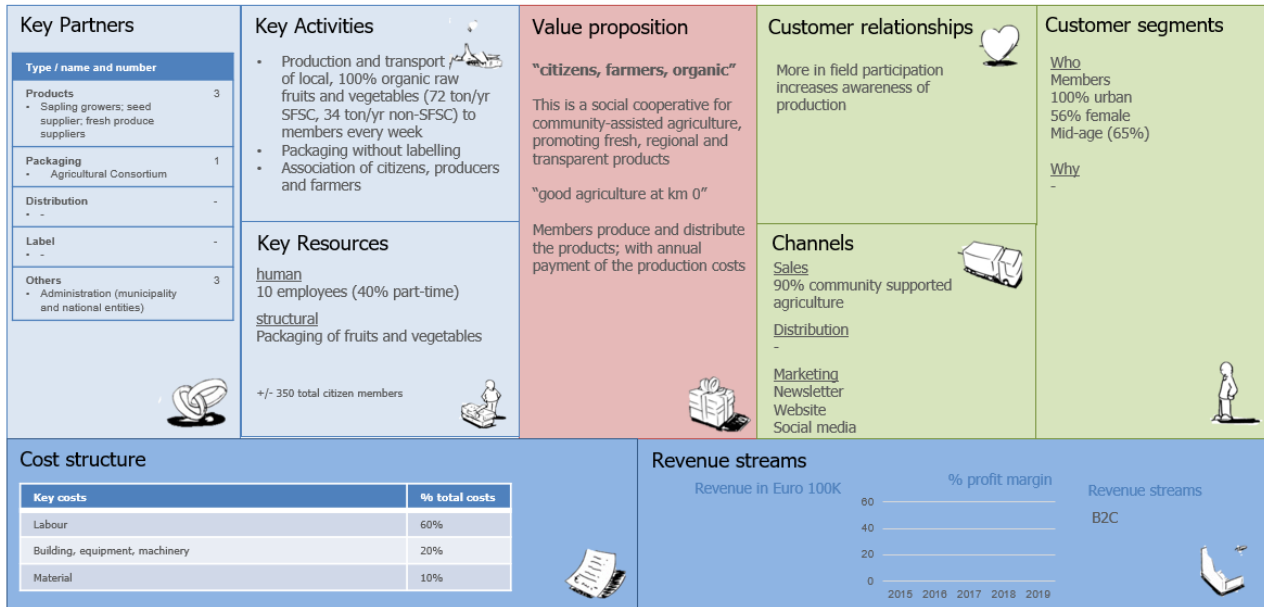 Key Partners
Type / name and number
Products 3
• Sapling growers; seed
supplier; fresh produce
suppliers
Packaging 1
• Agricultural Consortium
Distribution -
• -
Label -
• -
Others 3
• Administration (municipality
and national entities)
Key Activities
• Production and transport
of local, 100% organic raw
fruits and vegetables (72 ton/yr
SFSC, 34 ton/yr non-SFSC) to
members every week
• Packaging without labelling
• Association of citizens, producers
and farmers
Key Resources
human
10 employees (40% part-time)
structural
Packaging of fruits and vegetables
+/- 350 total citizen members
Value proposition
“citizens, farmers, organic”
This is a social cooperative for
community-assisted agriculture,
promoting fresh, regional and
transparent products
“good agriculture at km 0”
Members produce and distribute
the products; with annual
payment of the production costs
Customer relationships
More in field participation
increases awareness of
production
Channels
Sales
90% community supported
agriculture
Distribution
-
Marketing
Newsletter
Website
Social media
Customer segments
Who
Members
100% urban
56% female
Mid-age (65%)
Why
-
Cost structure
Key costs % total costs
Labour 60%
Building, equipment, machinery 20%
Material 10%
Revenue streams
Revenue in Euro 100K
% profit margin
60
40
20
0
2015 2016 2017 2018 2019
Revenue streams
B2C